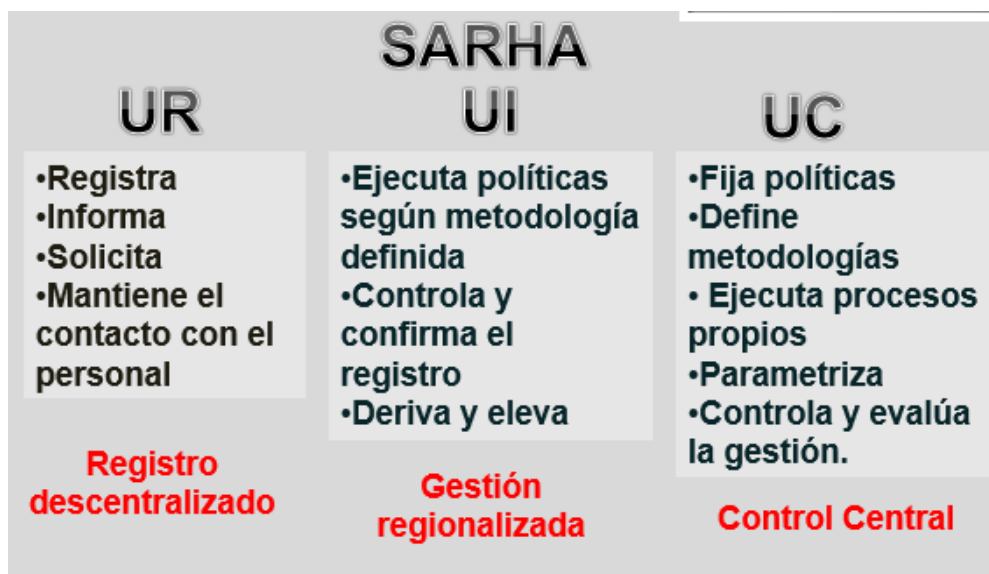 SARHA
UR
•Registra
•Informa
•Solicita
•Mantiene el
contacto con el
personal
Registro
descentralizado
UI
•Ejecuta políticas
según metodología
definida
•Controla y
confirma el
registro
•Deriva y eleva
Gestión
regionalizada
UC
•Fija políticas
•Define
metodologías
• Ejecuta procesos
propios
•Parametriza
•Controla y evalúa
la gestión.
Control Central